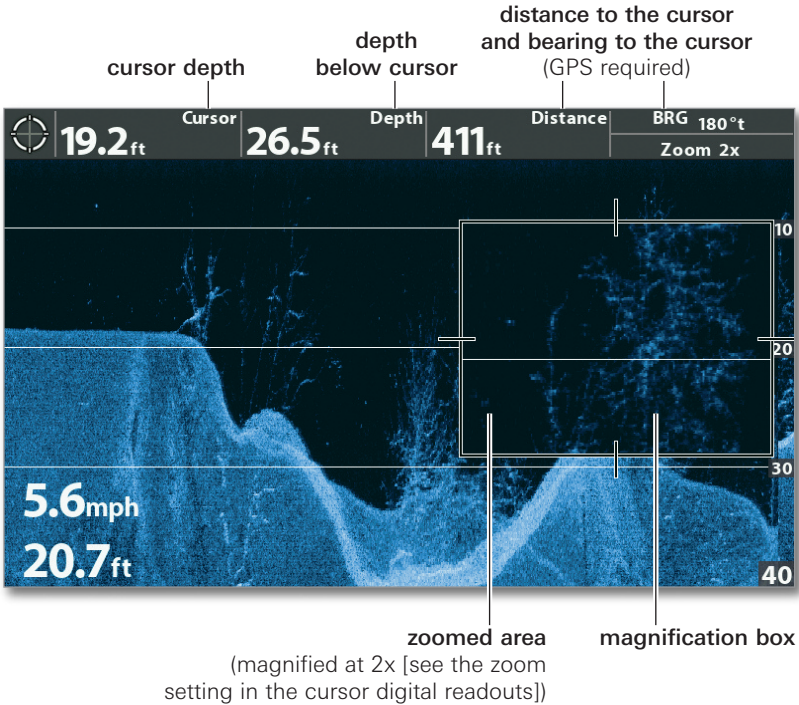 distance to the cursor
and bearing to the cursor
(GPS required)
depth
below cursor
cursor depth
Cursor
19.2ft
Depth
26.5ft
Distance
411ft
BRG 180°t
Zoom 2x
10
20
30
40
5.6mph
20.7ft
zoomed area
(magnified at 2x [see the zoom
setting in the cursor digital readouts])
magnification box